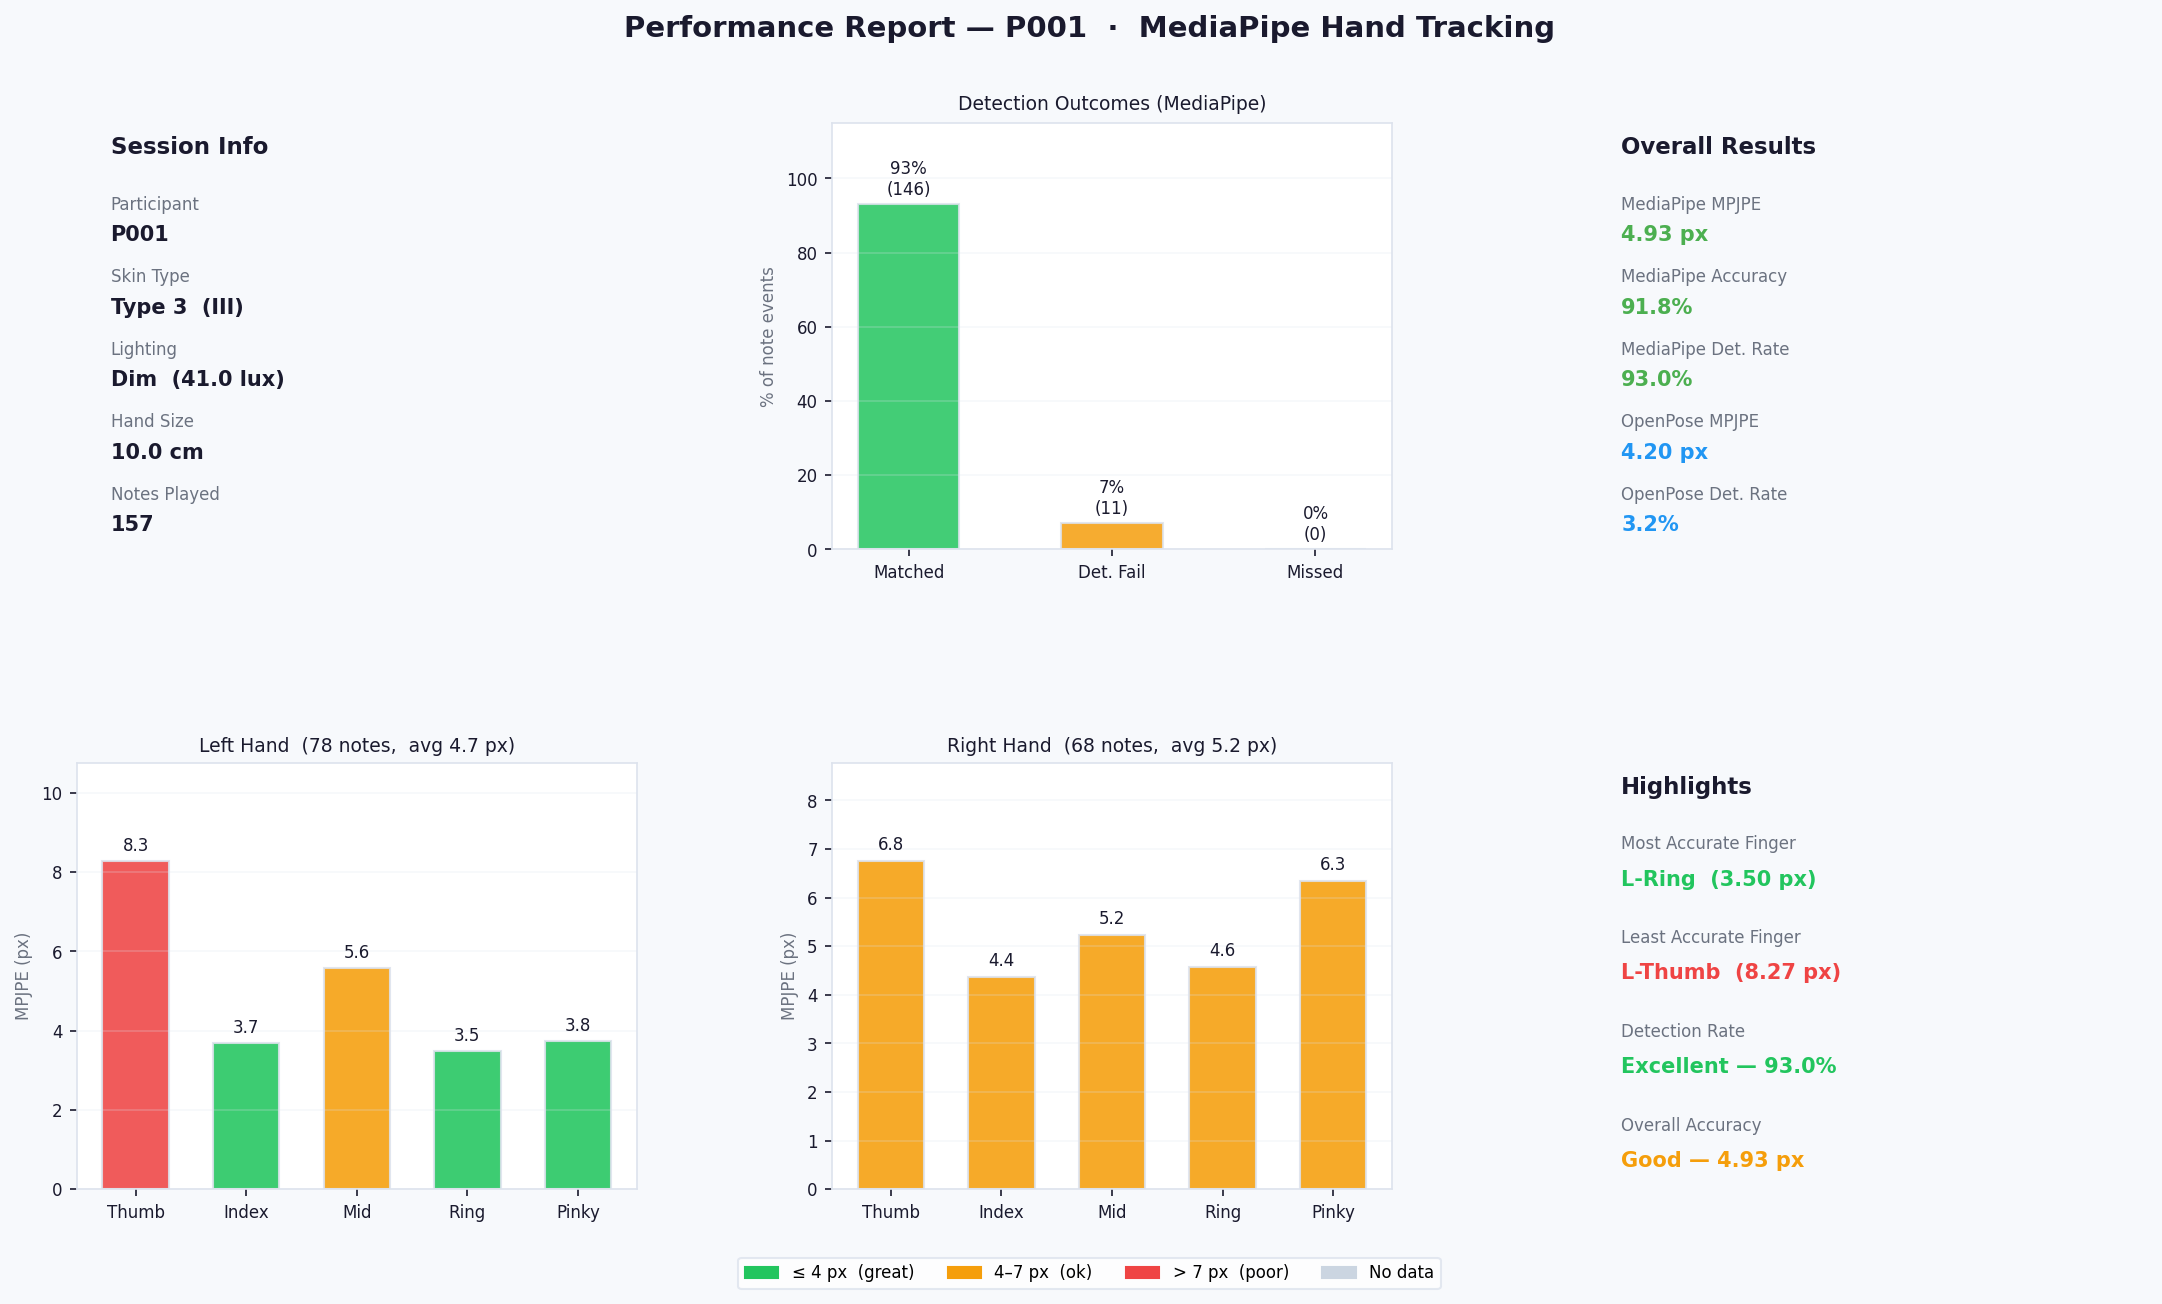 Performance Report — P001 · MediaPipe Hand Tracking
Session Info
Participant
P001
Skin Type
Type 3 (III)
Lighting
Dim (41.0 lux)
Hand Size
10.0 cm
Notes Played
157
Detection Outcomes (MediaPipe)
% of note events
100
80
60
40
20
0
93%
(146)
7%
(11)
0%
(0)
Matched Det. Fail Missed
Overall Results
MediaPipe MPJPE
4.93 px
MediaPipe Accuracy
91.8%
MediaPipe Det. Rate
93.0%
OpenPose MPJPE
4.20 px
OpenPose Det. Rate
3.2%
Left Hand (78 notes, avg 4.7 px)
MPJPE (px)
10
8
6
4
2
0
8.3
3.7
5.6
3.5
3.8
Thumb Index Mid Ring Pinky
Right Hand (68 notes, avg 5.2 px)
MPJPE (px)
8
7
6
5
4
3
2
1
0
6.8
4.4
5.2
4.6
6.3
Thumb Index Mid Ring Pinky
Highlights
Most Accurate Finger
L-Ring (3.50 px)
Least Accurate Finger
L-Thumb (8.27 px)
Detection Rate
Excellent — 93.0%
Overall Accuracy
Good — 4.93 px
≤ 4 px (great) 4–7 px (ok) > 7 px (poor) No data